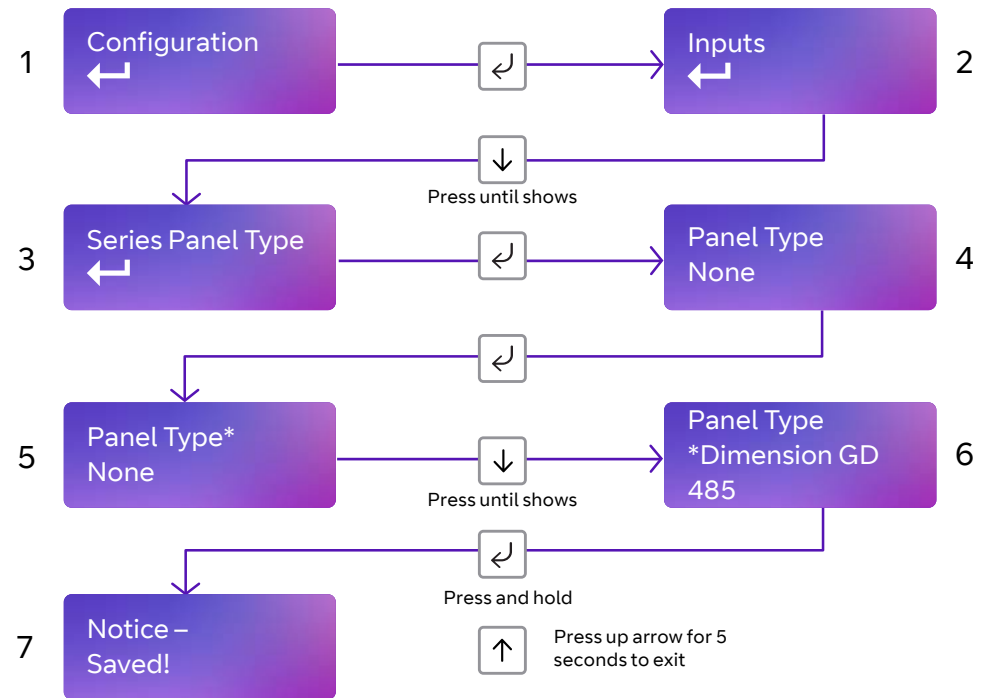 1
Configuration
Inputs
2
Press until shows
3
Series Panel Type
Panel Type
None
4
5
Panel Type*
None
Press until shows
Panel Type
*Dimension GD
485
6
Press and hold
7
Notice –
Saved!
Press up arrow for 5
seconds to exit